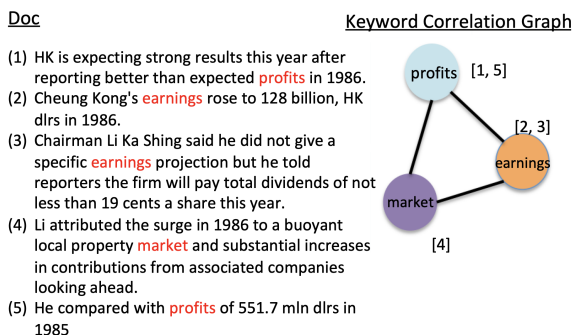 Doc
(1) HK is expecting strong results this year after
reporting better than expected profits in 1986.
(2) Cheung Kong's earnings rose to 128 billion, HK
dlrs in 1986.
(3) Chairman Li Ka Shing said he did not give a
specific earnings projection but he told
reporters the firm will pay total dividends of not
less than 19 cents a share this year.
(4) Li attributed the surge in 1986 to a buoyant
local property market and substantial increases
in contributions from associated companies
looking ahead.
(5) He compared with profits of 551.7 mln dlrs in
1985
Keyword Correlation Graph
profits [1, 5]
[2, 3]
earnings
market
[4]